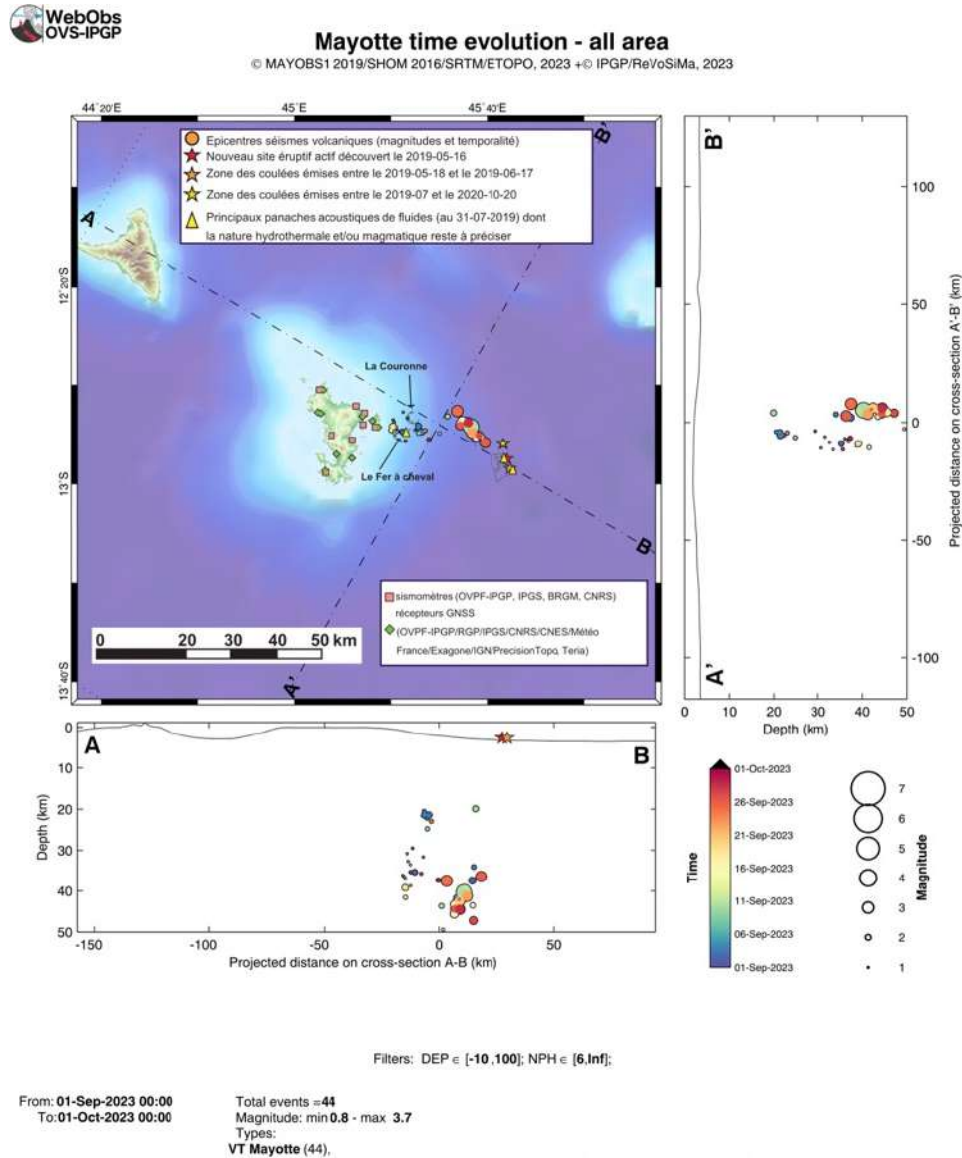 WebObs
OVS-IPGP
Mayotte time evolution - all area
© MAYOBS1 2019/SHOM 2016/SRTM/ETOPO, 2023 +© IPGP/ReVoSiMa, 2023
44˚20'E
45˚E
45˚40'E
12˚20'S
13˚S
13˚40'S
Epicentres séismes volcaniques (magnitudes et temporalité)
Nouveau site éruptif actif découvert le 2019-05-16
Zone des coulées émises entre le 2019-05-18 et le 2019-06-17
Zone des coulées émises entre le 2019-07 et le 2020-10-20
Principaux panaches acoustiques de fluides (au 31-07-2019) dont
la nature hydrothermale et/ou magmatique reste à préciser
A
B'
La Couronne
Le Fer à cheval
B
A'
sismomètres (OVPF-IPGP, IPGS, BRGM, CNRS)
récepteurs GNSS
(OVPF-IPGP/RGP/IPGS/CNRS/CNES/Météo
France/Exagone/IGN/PrecisionTopo, Teria)
0 20 30 40 50 km
B'
A'
100
50
0
-50
-100
Projected distance on cross-section A'-B' (km)
0 10 20 30 40 50
Depth (km)
A
B
0
10
20
30
40
50
Depth (km)
-150 -100 -50 0 50
Projected distance on cross-section A-B (km)
Time
01-Oct-2023
26-Sep-2023
21-Sep-2023
16-Sep-2023
11-Sep-2023
06-Sep-2023
01-Sep-2023
7
6
5
4
3
2
1
Magnitude
Filters: DEP ∈ [-10,100]; NPH ∈ [6,Inf];
From: 01-Sep-2023 00:00
To:01-Oct-2023 00:00
Total events =44
Magnitude: min 0.8 - max 3.7
Types:
VT Mayotte (44),